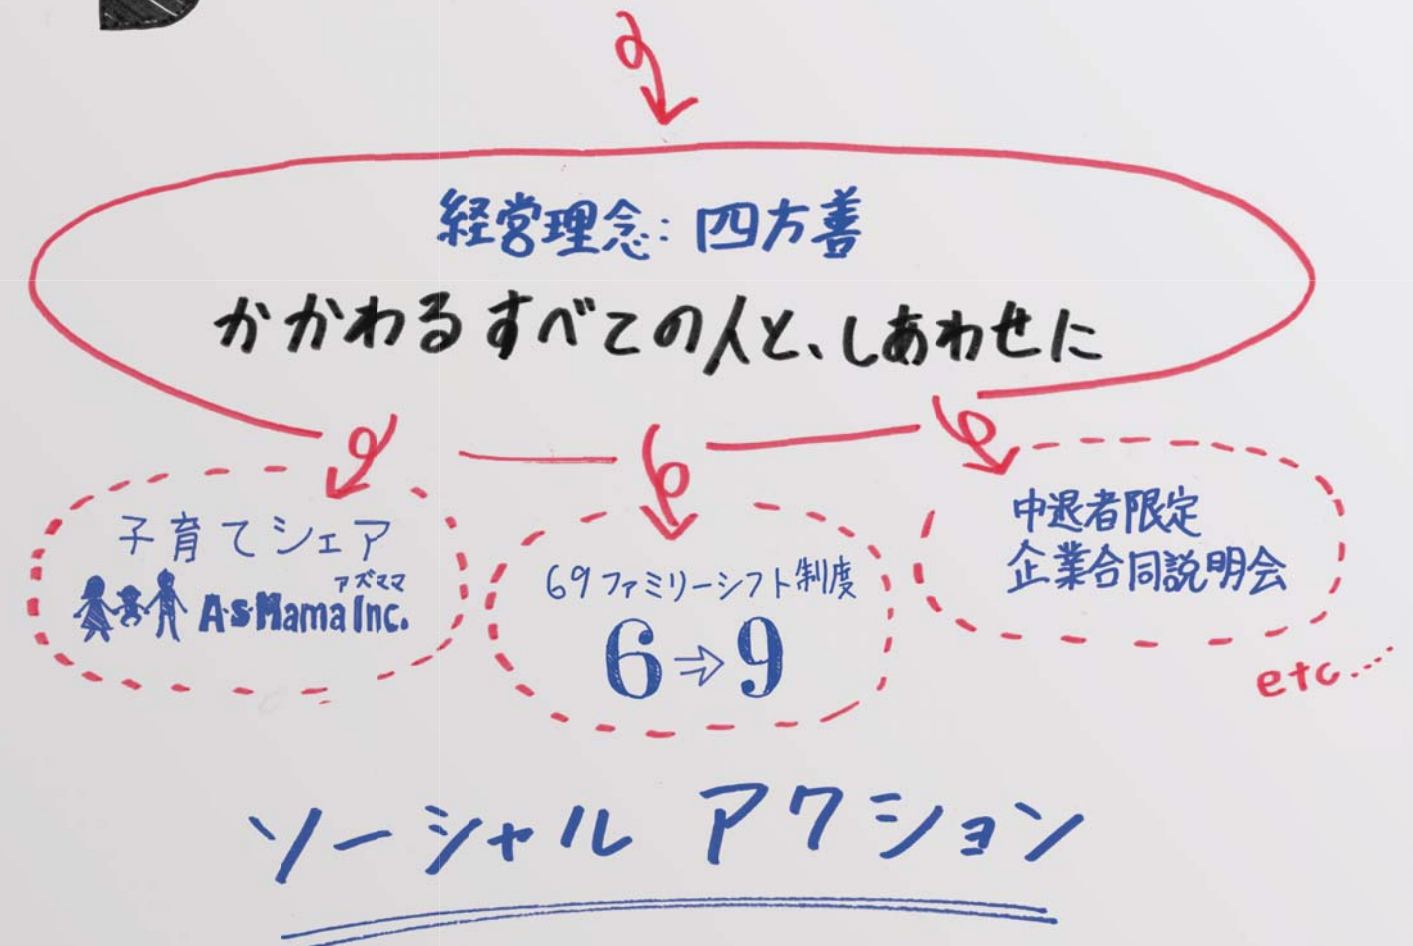 経営理念：四方善
かかわるすべての人と、しあわせに
子育てシェア
アズママ
AsMama Inc.
69ファミリーシフト制度
6⇒9
中退者限定
企業合同説明会
etc....
ソーシャル アクション